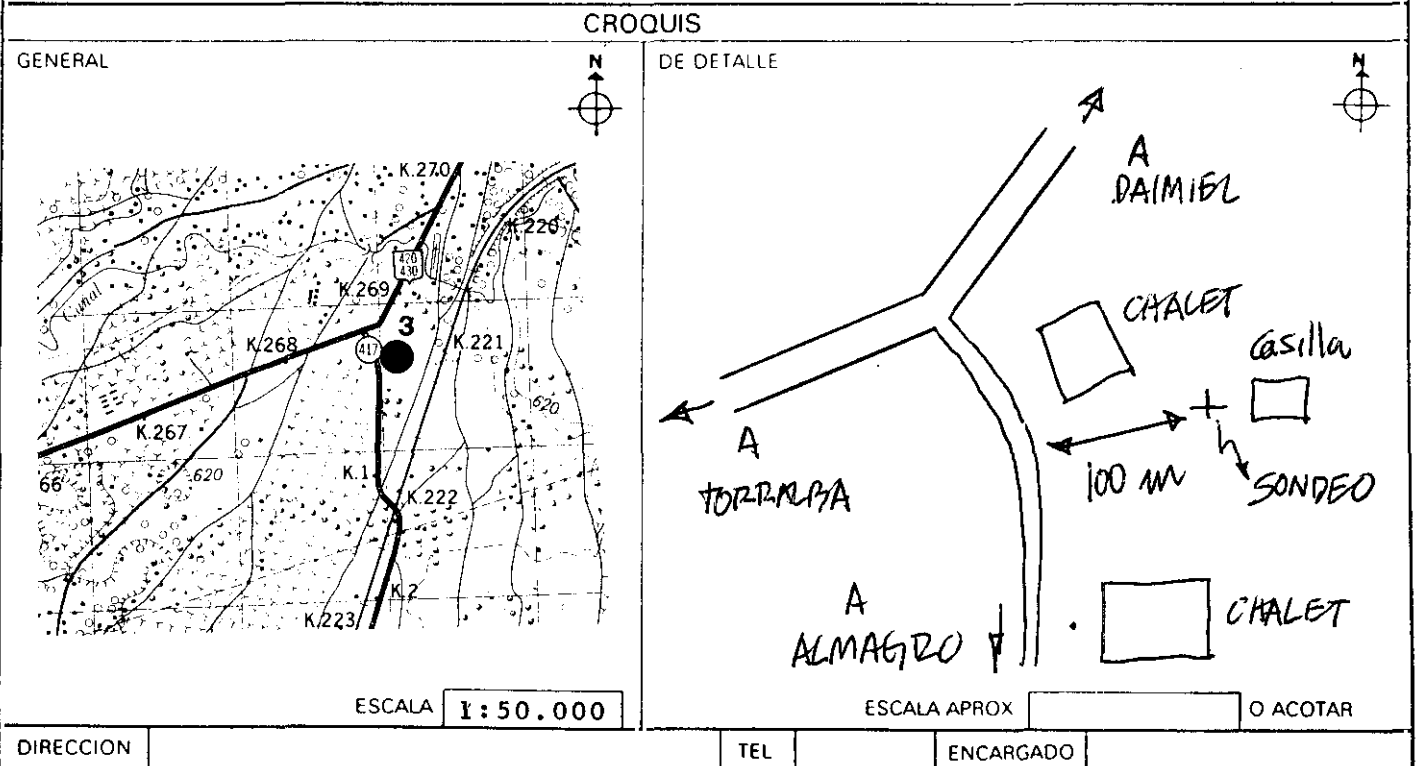 CROQUIS
GENERAL
N
K.270
K.220
420
430
Canal
K.269
3
K.268
417
K.221
620
K.267
66
620
K.1
K.222
K.2
K.223
ESCALA 1:50.000
DE DETALLE
N
A
DAIMIEL
CHALET
Casilla
A
TORRALBA
100 m
SONDEO
A
ALMAGRO
CHALET
ESCALA APROX O ACOTAR
DIRECCION TEL ENCARGADO